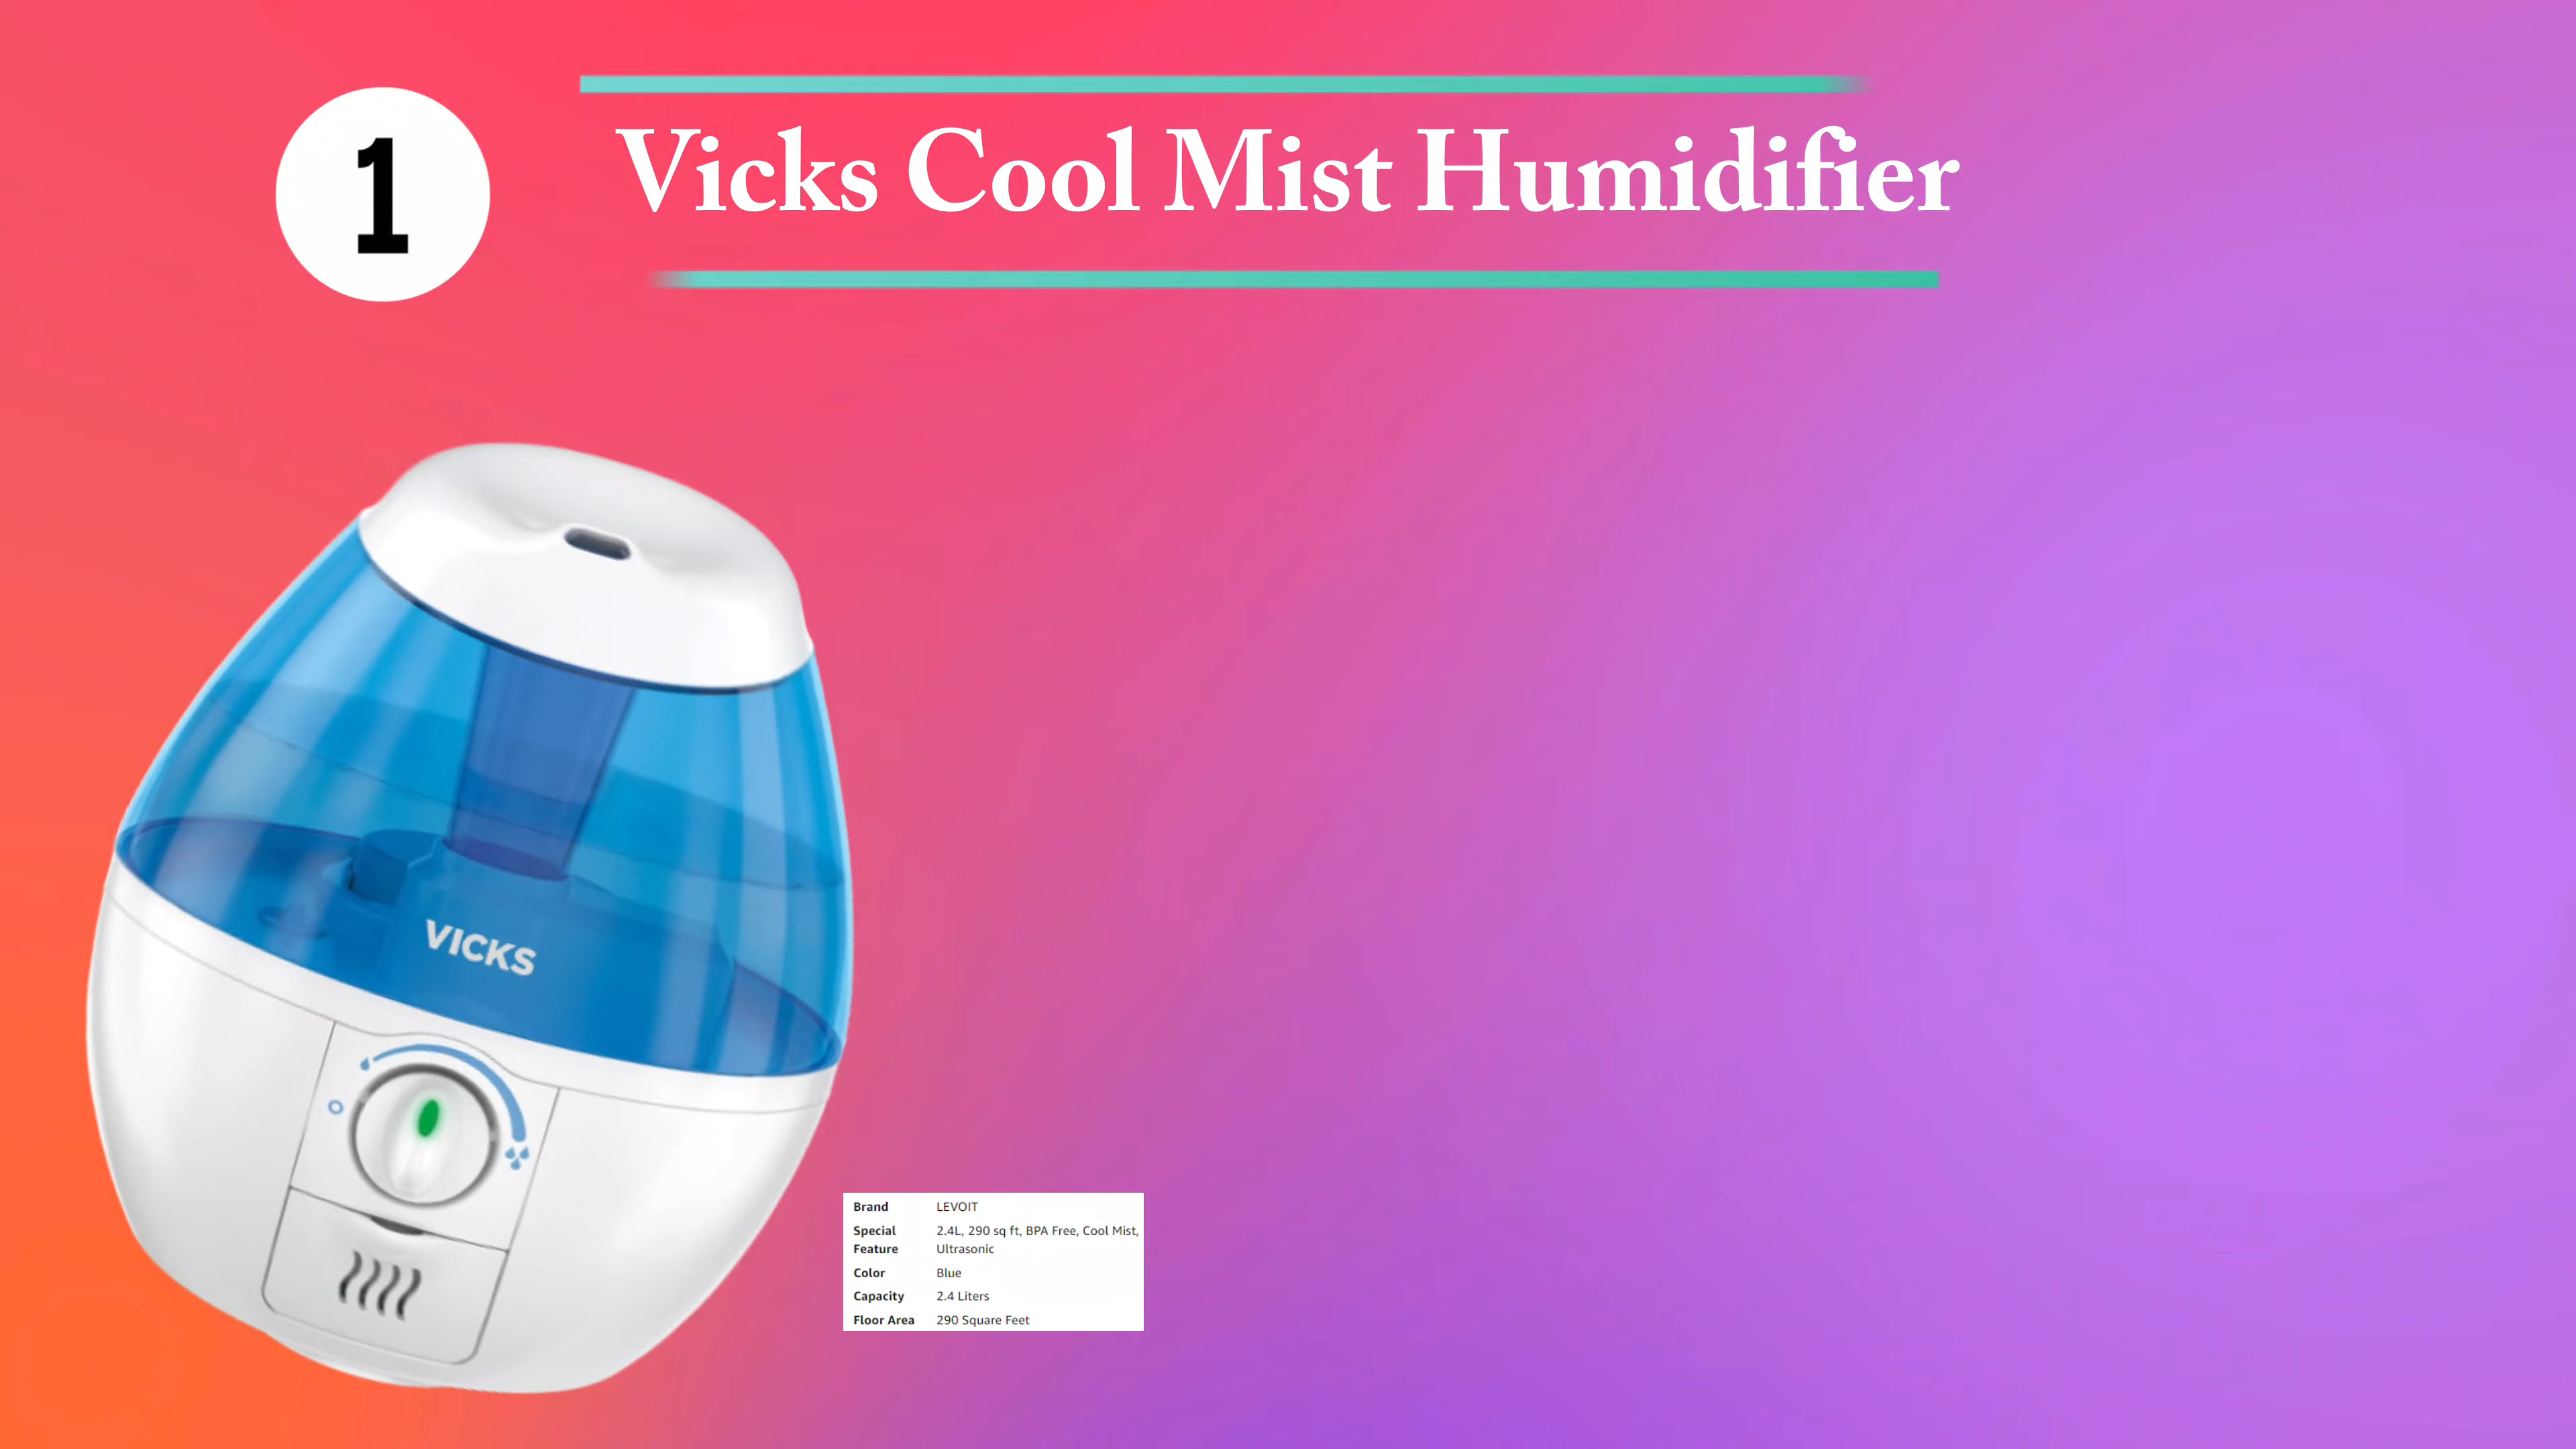 1
Vicks Cool Mist Humidifier
VICKS
Brand LEVOIT
Special Feature 2.4L, 290 sq ft, BPA Free, Cool Mist, Ultrasonic
Color Blue
Capacity 2.4 Liters
Floor Area 290 Square Feet